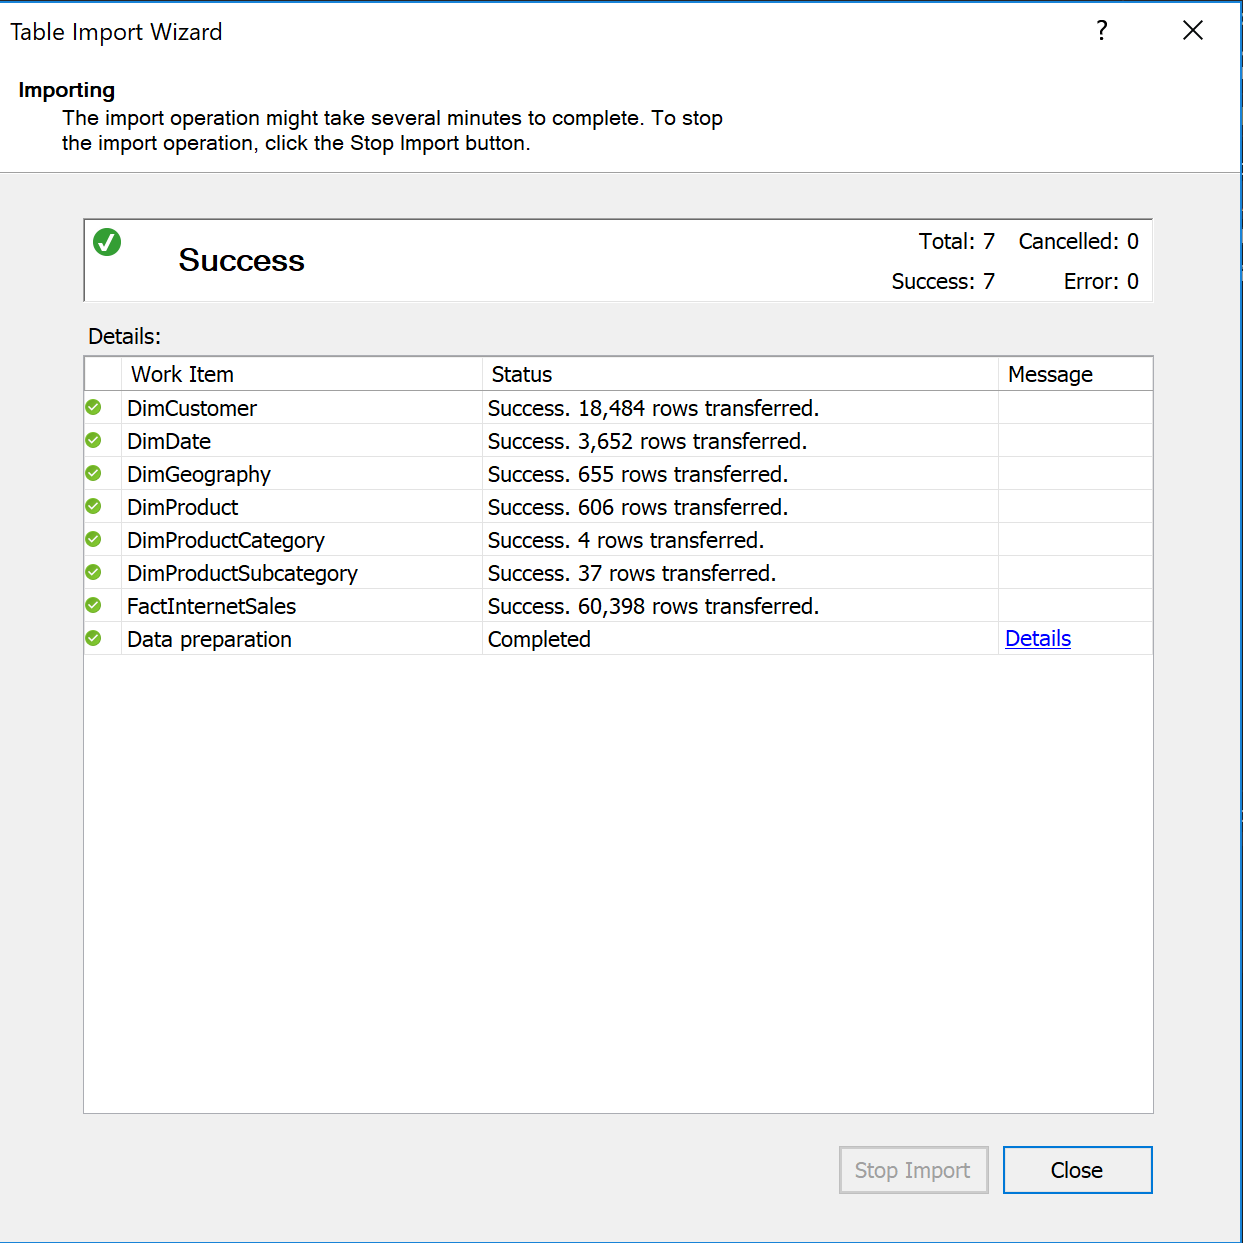 Table Import Wizard ?
Importing
The import operation might take several minutes to complete. To stop
the import operation, click the Stop Import button.
Success
Total: 7 Cancelled: 0
Success: 7 Error: 0
Details:
Work Item Status Message
DimCustomer Success. 18,484 rows transferred.
DimDate Success. 3,652 rows transferred.
DimGeography Success. 655 rows transferred.
DimProduct Success. 606 rows transferred.
DimProductCategory Success. 4 rows transferred.
DimProductSubcategory Success. 37 rows transferred.
FactInternetSales Success. 60,398 rows transferred.
Data preparation Completed Details
Stop Import Close